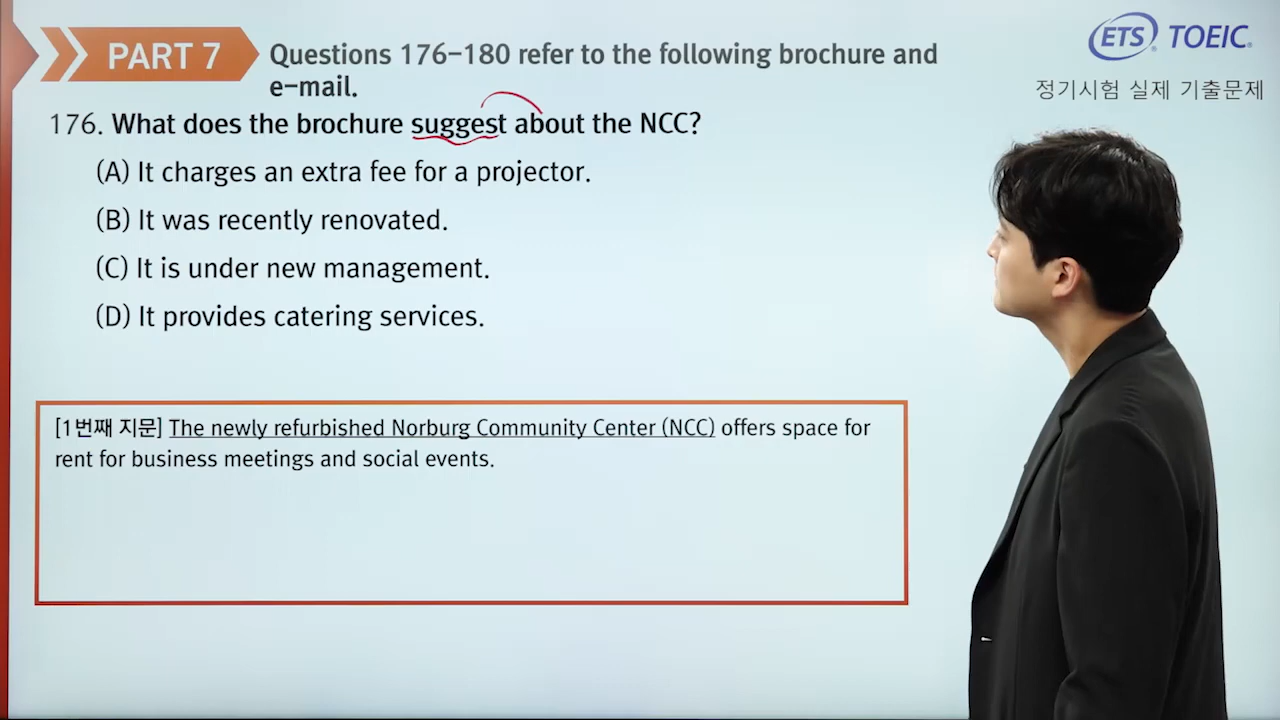 PART 7
Questions 176–180 refer to the following brochure and
e-mail.
ETS® TOEIC®
정기시험 실제 기출문제
176. What does the brochure suggest about the NCC?
(A) It charges an extra fee for a projector.
(B) It was recently renovated.
(C) It is under new management.
(D) It provides catering services.
[1번째 지문] The newly refurbished Norburg Community Center (NCC) offers space for
rent for business meetings and social events.